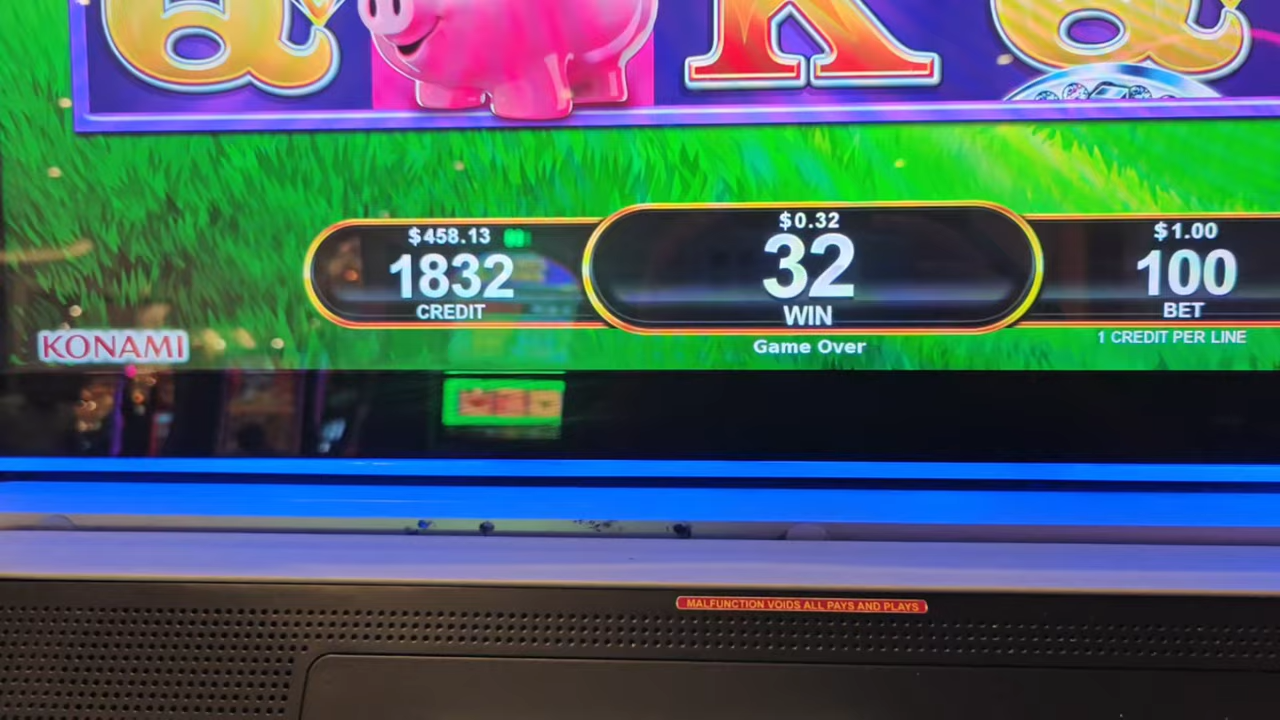 Q K Q
$458.13 $0.32 $1.00
1832 32 100
CREDIT WIN BET
Game Over 1 CREDIT PER LINE
KONAMI
MALFUNCTION VOIDS ALL PAYS AND PLAYS